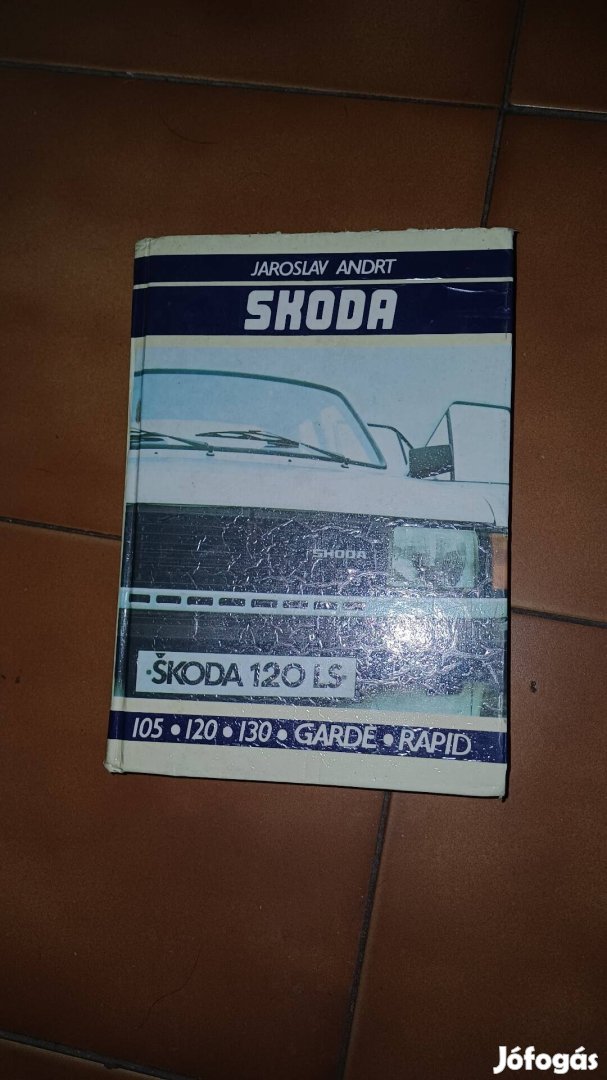 JAROSLAV ANDRT
SKODA
SKODA
ŠKODA 120 LS
105 • 120 • 130 • GARDE • RAPID
Jófogás